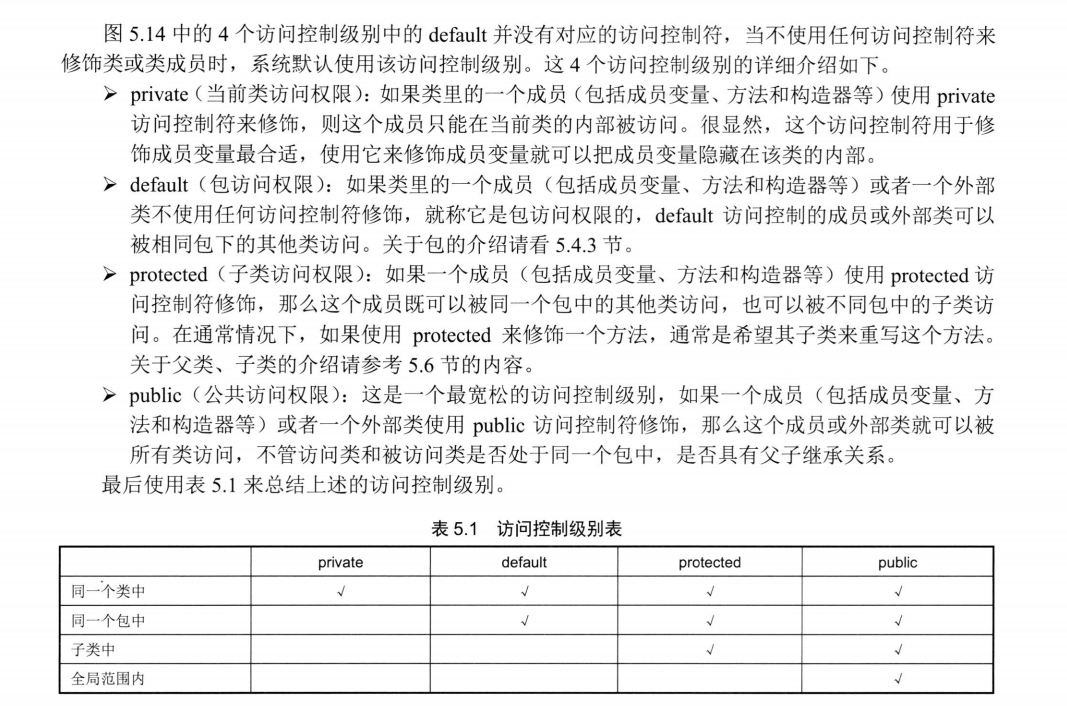 图 5.14 中的 4 个访问控制级别中的 default 并没有对应的访问控制符，当不使用任何访问控制符来
修饰类或类成员时，系统默认使用该访问控制级别。这 4 个访问控制级别的详细介绍如下。
➢ private（当前类访问权限）：如果类里的一个成员（包括成员变量、方法和构造器等）使用 private
访问控制符来修饰，则这个成员只能在当前类的内部被访问。很显然，这个访问控制符用于修
饰成员变量最合适，使用它来修饰成员变量就可以把成员变量隐藏在该类的内部。
➢ default（包访问权限）：如果类里的一个成员（包括成员变量、方法和构造器等）或者一个外部
类不使用任何访问控制符修饰，就称它是包访问权限的，default 访问控制的成员或外部类可以
被相同包下的其他类访问。关于包的介绍请看 5.4.3 节。
➢ protected（子类访问权限）：如果一个成员（包括成员变量、方法和构造器等）使用 protected 访
问控制符修饰，那么这个成员既可以被同一个包中的其他类访问，也可以被不同包中的子类访
问。在通常情况下，如果使用 protected 来修饰一个方法，通常是希望其子类来重写这个方法。
关于父类、子类的介绍请参考 5.6 节的内容。
➢ public（公共访问权限）：这是一个最宽松的访问控制级别，如果一个成员（包括成员变量、方
法和构造器等）或者一个外部类使用 public 访问控制符修饰，那么这个成员或外部类就可以被
所有类访问，不管访问类和被访问类是否处于同一个包中，是否具有父子继承关系。
最后使用表 5.1 来总结上述的访问控制级别。
表 5.1 访问控制级别表
private default protected public
同一个类中 √ √ √ √
同一个包中 √ √ √
子类中 √ √
全局范围内 √